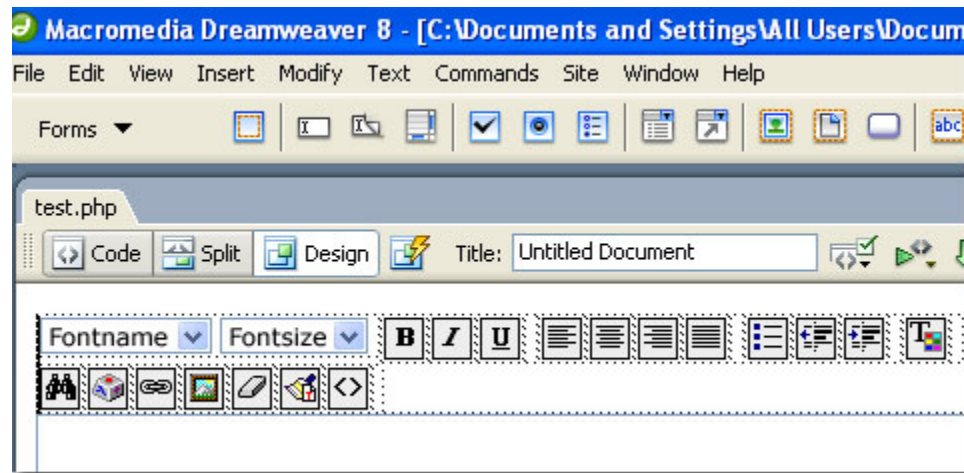 Macromedia Dreamweaver 8 - [C:\Documents and Settings\All Users\Docum
File Edit View Insert Modify Text Commands Site Window Help
Forms abc
test.php
Code Split Design Title: Untitled Document
Fontname Fontsize B I U T